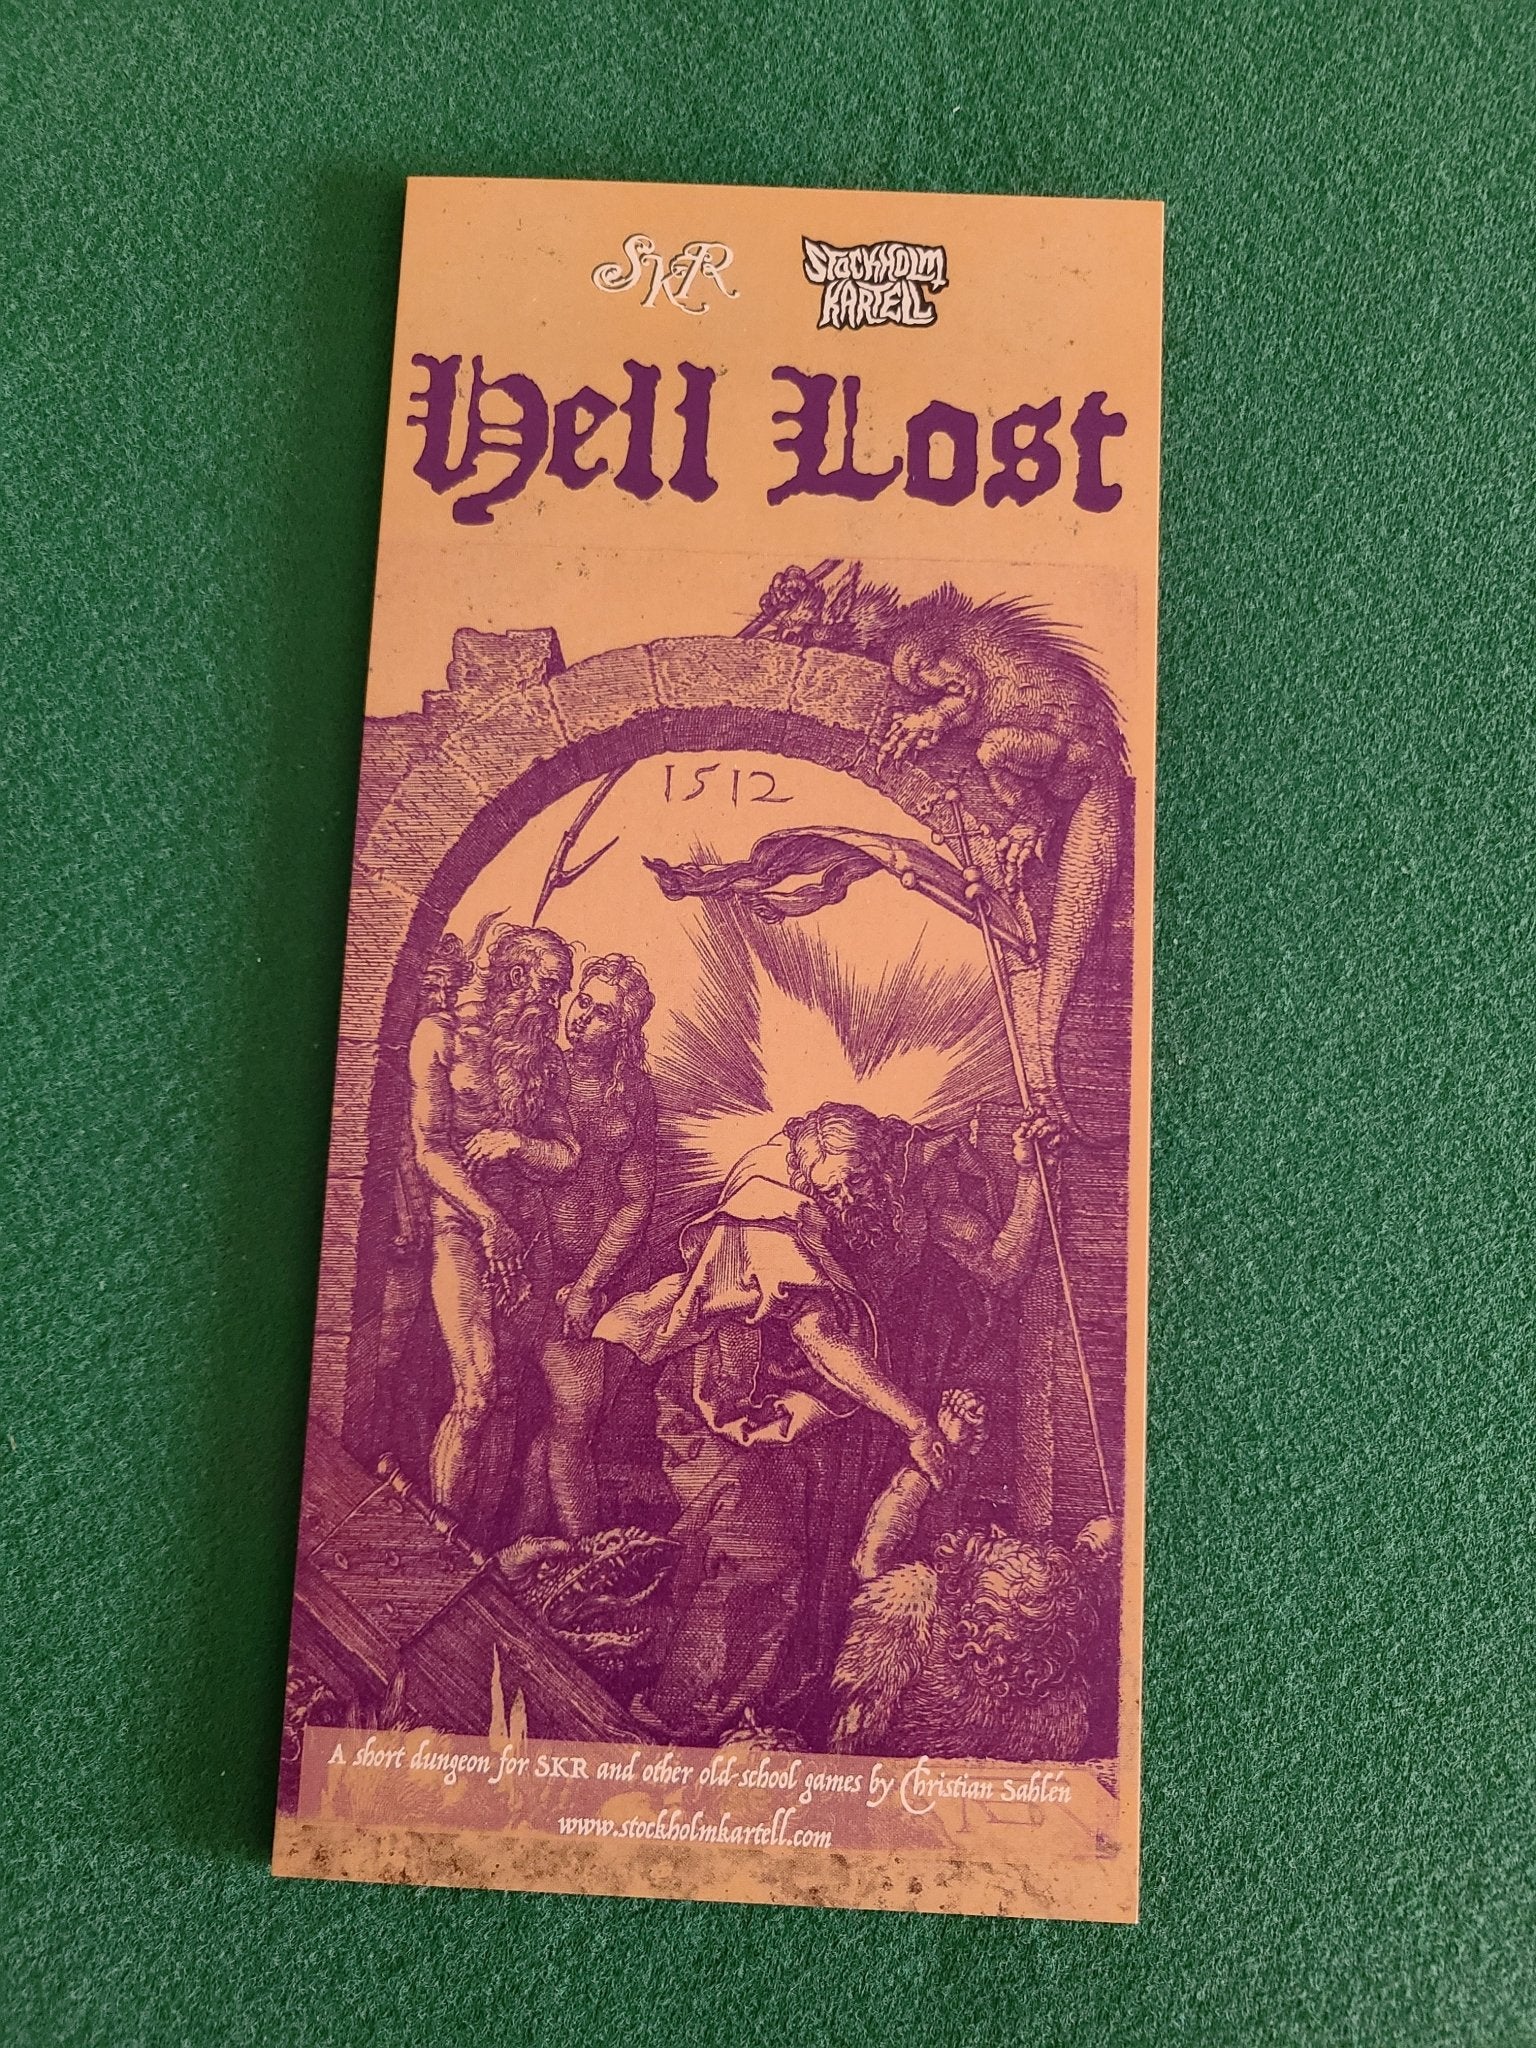 SKR
STOCKHOLM
KARTELL
Hell Lost
1512
A short dungeon for SKR and other old-school games by Christian Sahlén
www.stockholmkartell.com